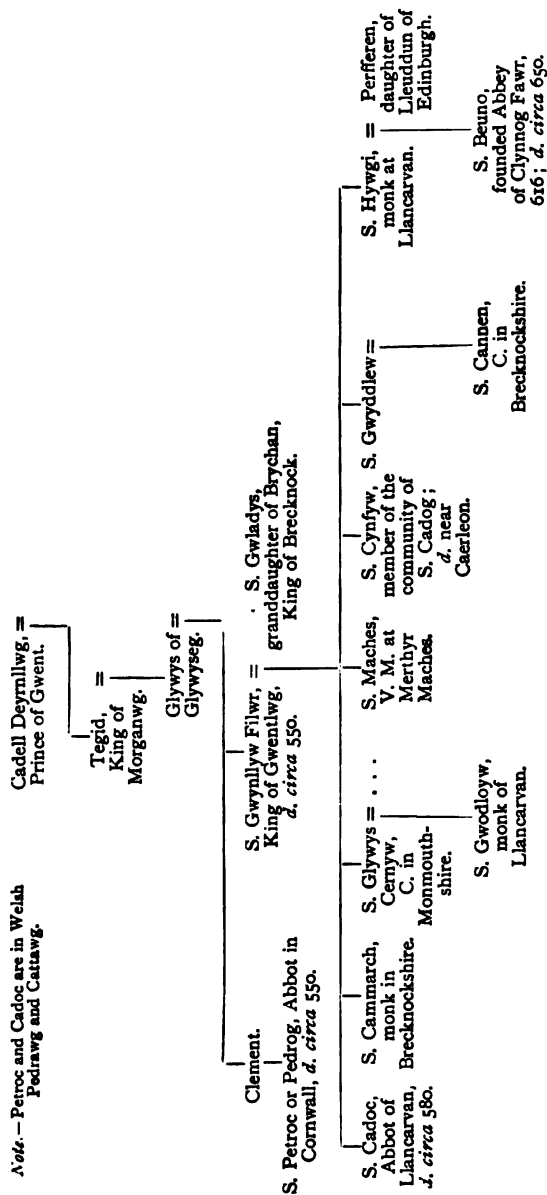 Note.—Petroc and Cadoc are in Welsh
Pedrawg and Cattawg.
Cadell Deyrnllwg, =
Prince of Gwent.
Tegid, =
King of
Morganwg.
Glywys of =
Glywyseg.
Clement.
S. Petroc or Pedrog, Abbot in
Cornwall, d. circa 550.
S. Gwynllyw Filwr, =
King of Gwentlwg,
d. circa 550.
S. Gwladys,
granddaughter of Brychan,
King of Brecknock.
S. Cadoc,
Abbot of
Llancarvan,
d. circa 580.
S. Cammarch,
monk in
Brecknockshire.
S. Glywys = ...
Cernyw,
C. in
Monmouth-
shire.
S. Gwodloyw,
monk of
Llancarvan.
S. Maches,
V. M. at
Merthyr
Maches.
S. Cynfyw,
member of the
community of
S. Cadog;
d. near
Caerleon.
S. Gwyddlew =
S. Cannen,
C. in
Brecknockshire.
S. Hywgi, =
monk at
Llancarvan.
Perfferen,
daughter of
Lleuddun of
Edinburgh.
S. Beuno,
founded Abbey
of Clynnog Fawr,
616; d. circa 650.